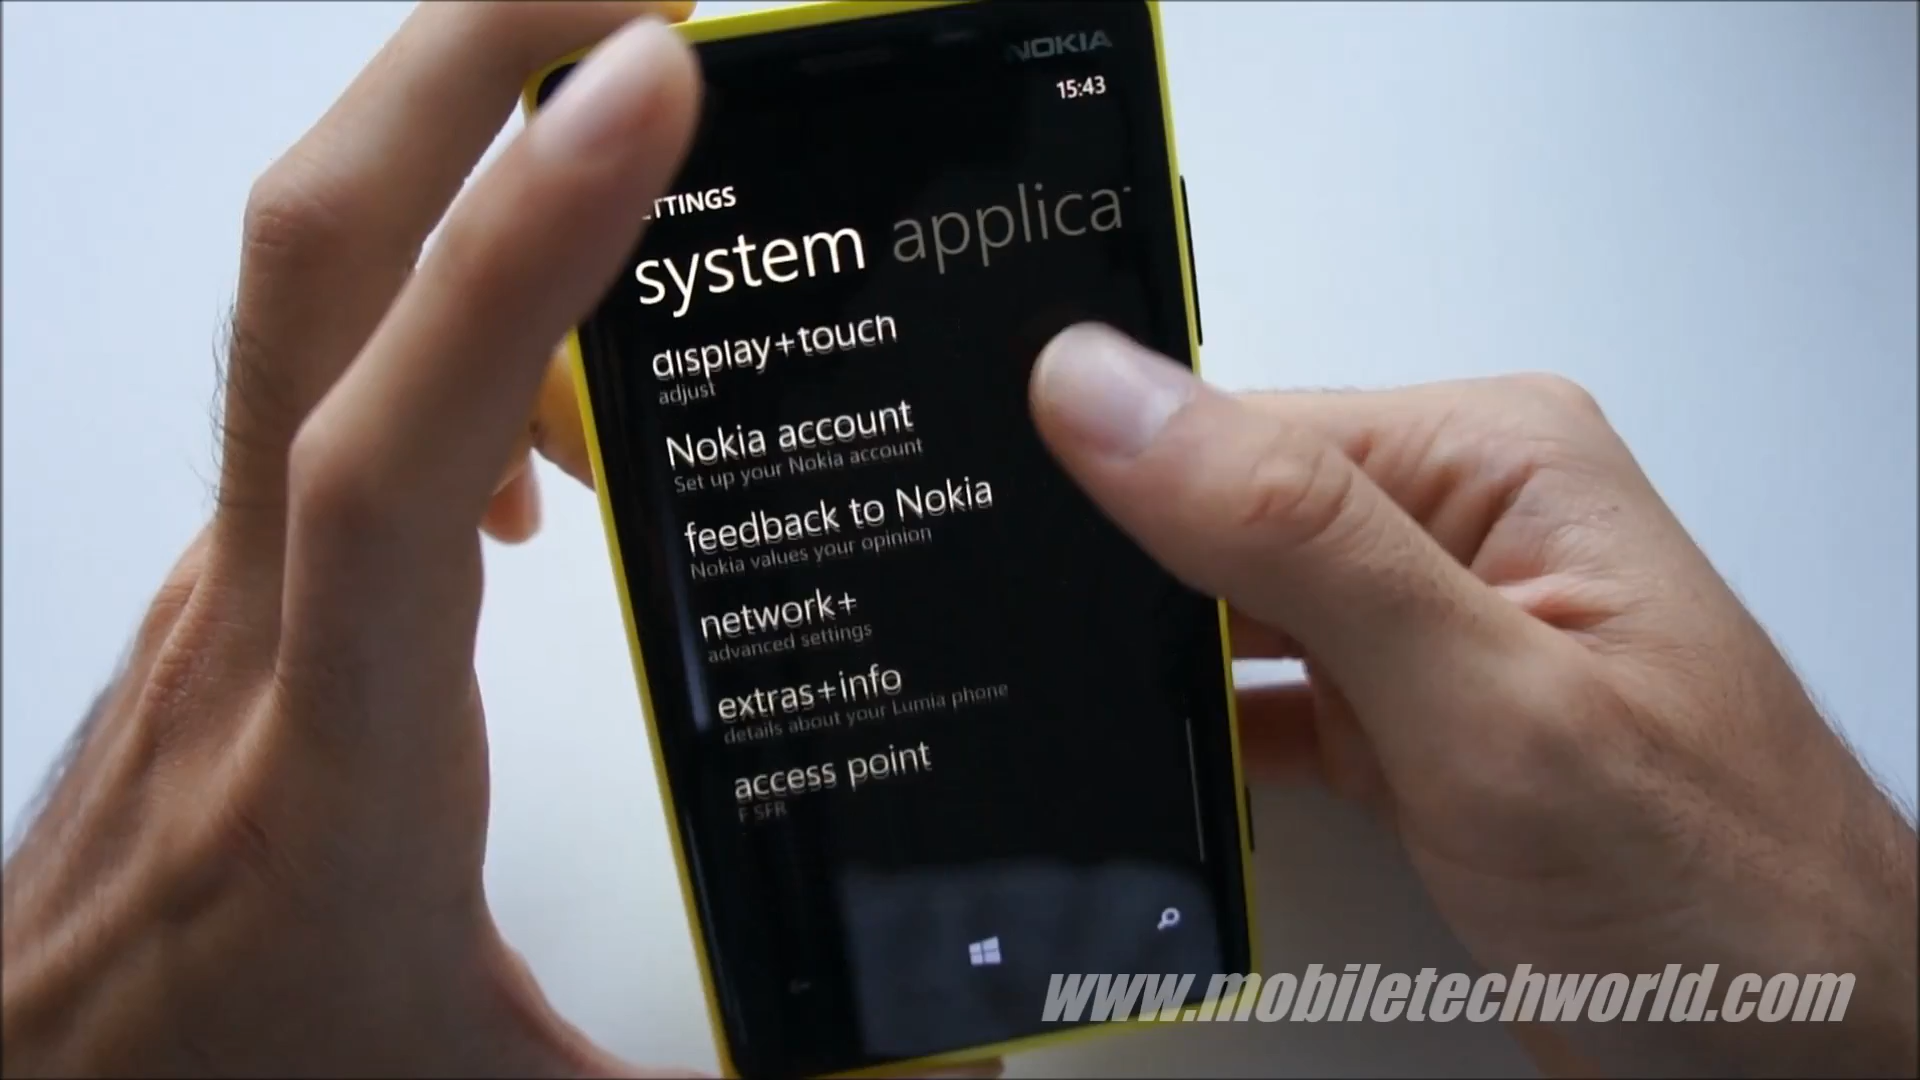 NOKIA
15:43
TTINGS
system applica
display+touch
adjust
Nokia account
Set up your Nokia account
feedback to Nokia
Nokia values your opinion
network+
advanced settings
extras+info
details about your Lumia phone
access point
F SFR
www.mobiletechworld.com